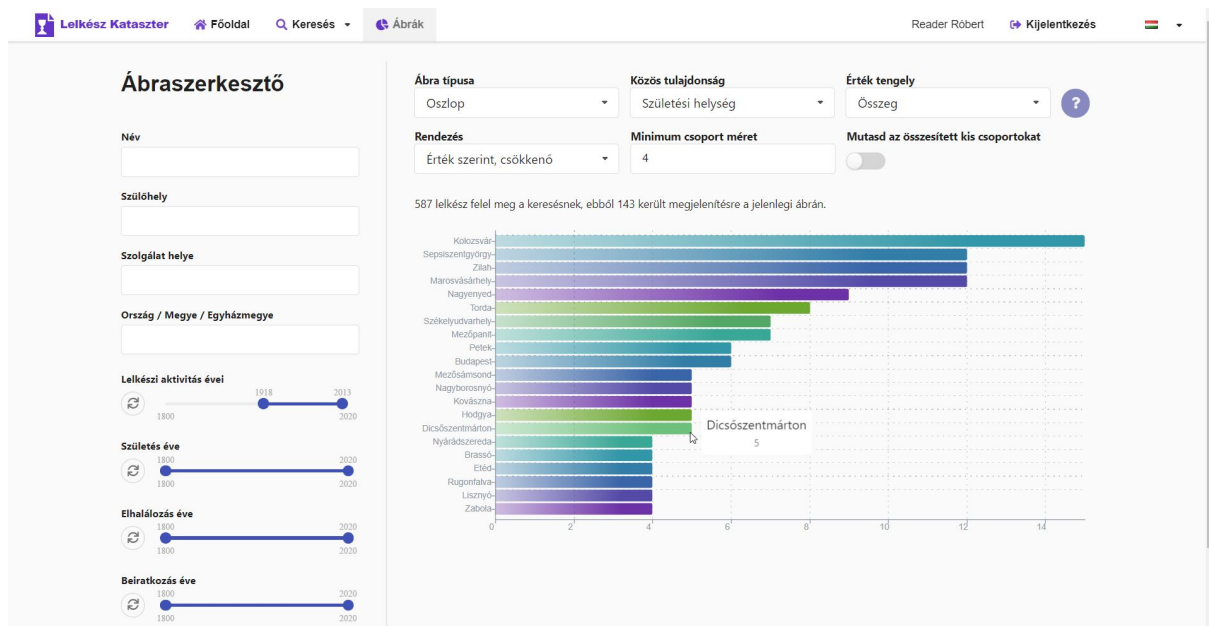 Lelkész Kataszter Főoldal Keresés Ábrák Reader Róbert Kijelentkezés
Ábraszerkesztő
Név
Szülőhely
Szolgálat helye
Ország / Megye / Egyházmegye
Lelkészi aktivitás évei
1918 2013
1800 2020
Születés éve
1800 2020
1800 2020
Elhalálozás éve
1800 2020
1800 2020
Beiratkozás éve
1800 2020
1800 2020
Ábra típusa Közös tulajdonság Érték tengely
Oszlop Születési helység Összeg ?
Rendezés Minimum csoport méret Mutasd az összesített kis csoportokat
Érték szerint, csökkenő 4
587 lelkész felel meg a keresésnek, ebből 143 került megjelenítésre a jelenlegi ábrán.
Kolozsvár
Sepsiszentgyörgy
Zilah
Marosvásárhely
Nagyenyed
Torda
Székelyudvarhely
Mezőpanit
Petek
Budapest
Mezősámsond
Nagyborosnyó
Kovászna
Hodgya
Dicsőszentmárton
Nyárádszereda
Brassó
Etéd
Rugonfalva
Lisznyó
Zabola
Dicsőszentmárton
5
0 2 4 6 8 10 12 14